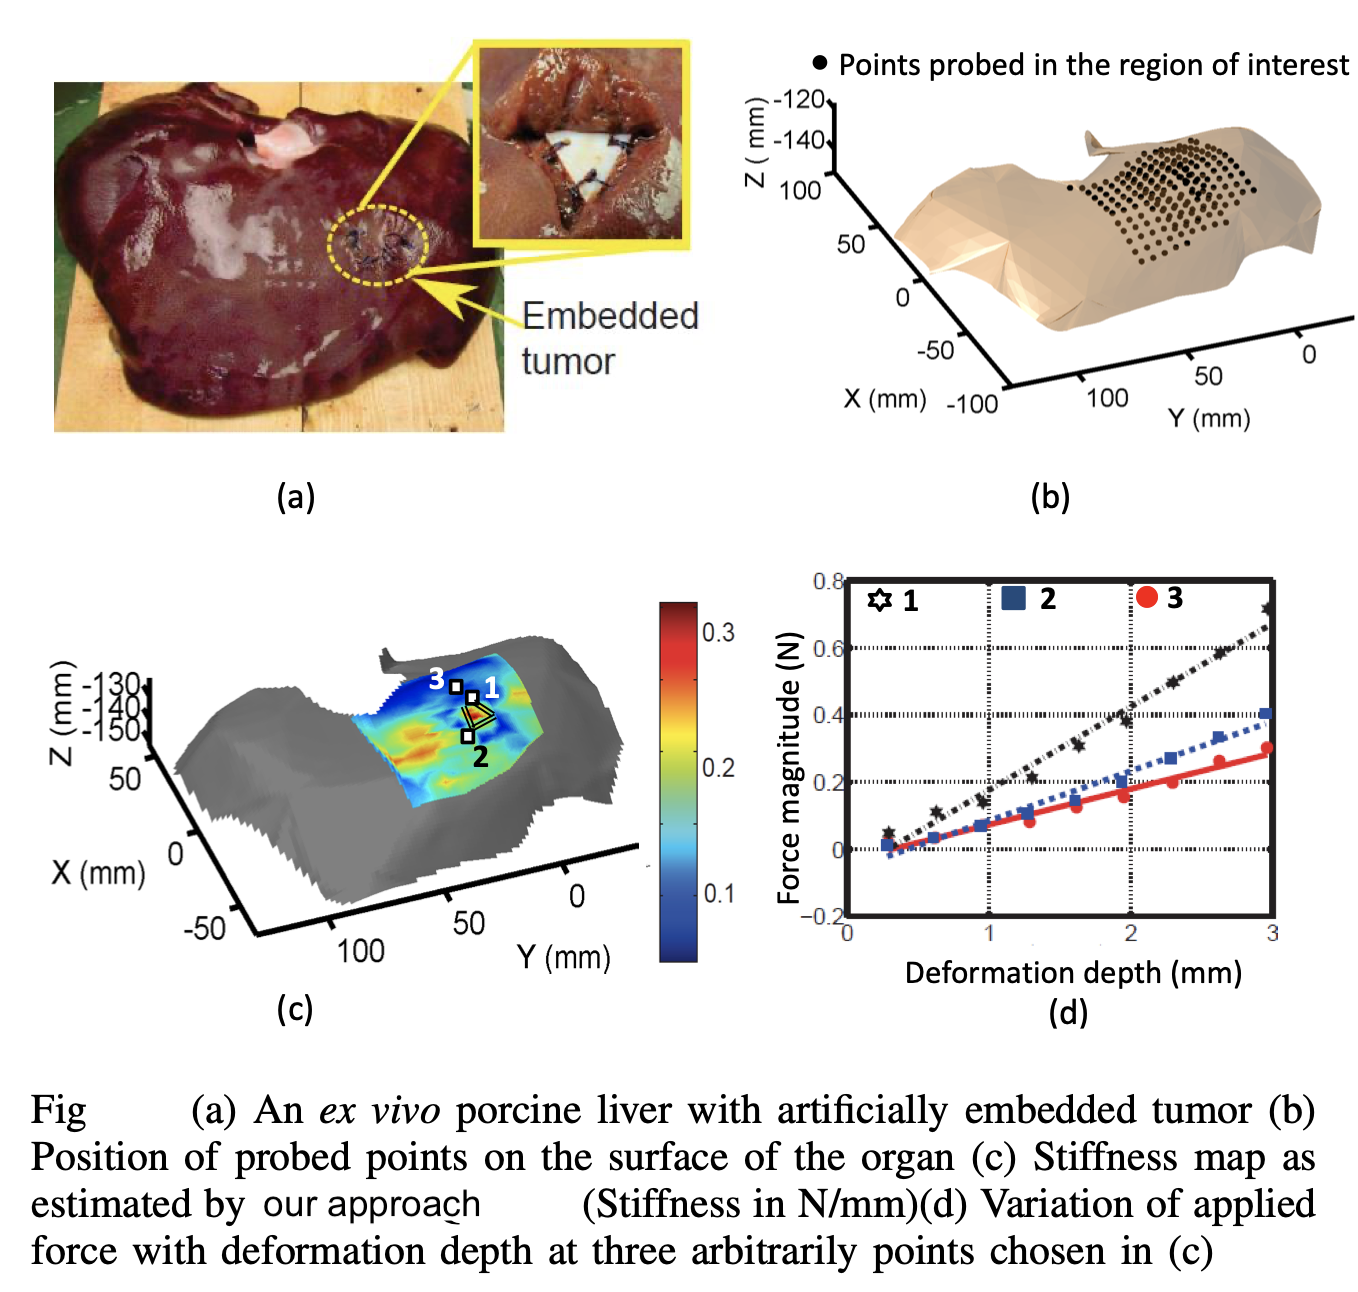 Embedded
tumor
(a)
● Points probed in the region of interest
Z ( mm)
-120
-140
100
50
0
-50
-100
X (mm)
100
50
0
Y (mm)
(b)
Z (mm)
-130
-140
-150
50
0
-50
X (mm)
100
50
0
Y (mm)
3
1
2
0.3
0.2
0.1
(c)
1 2 3
Force magnitude (N)
0.8
0.6
0.4
0.2
0
-0.2
0 1 2 3
Deformation depth (mm)
(d)
Fig (a) An ex vivo porcine liver with artificially embedded tumor (b)
Position of probed points on the surface of the organ (c) Stiffness map as
estimated by our approach (Stiffness in N/mm)(d) Variation of applied
force with deformation depth at three arbitrarily points chosen in (c)